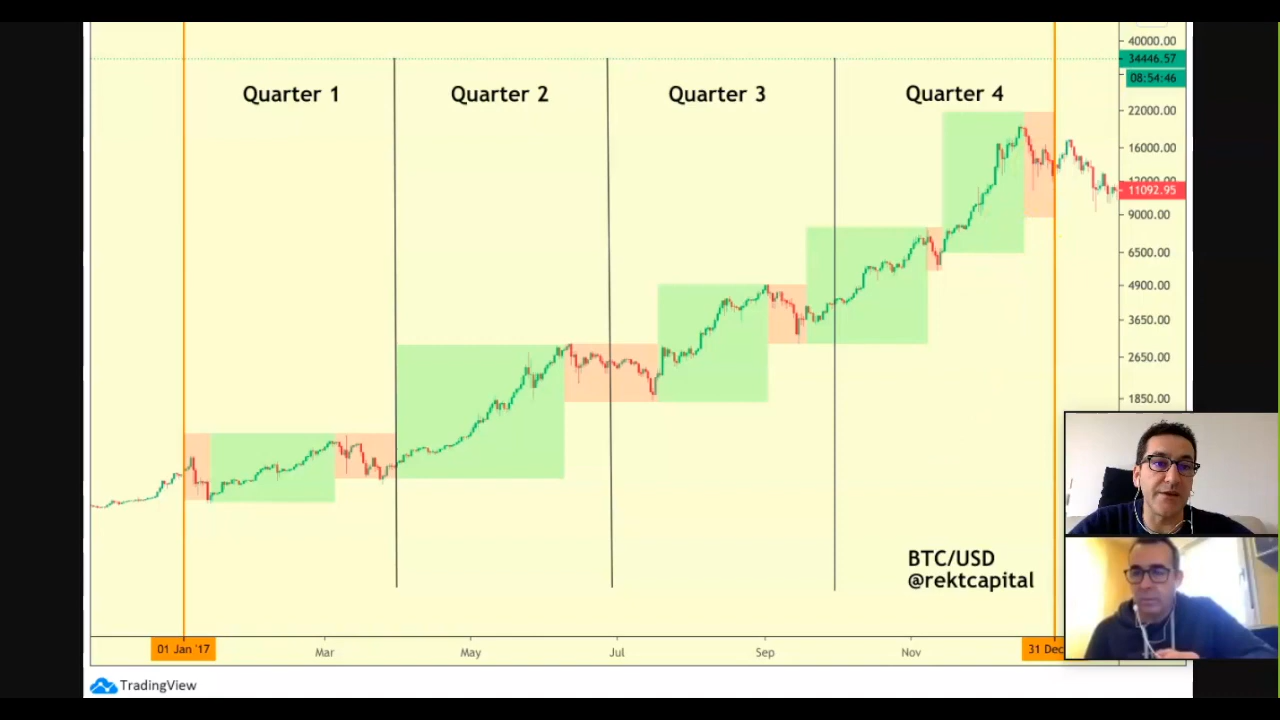 40000.00
34446.57
08:54:46
Quarter 1
Quarter 2
Quarter 3
Quarter 4
22000.00
16000.00
12000.00
11092.95
9000.00
6500.00
4900.00
3650.00
2650.00
1850.00
BTC/USD
@rektcapital
01 Jan '17
Mar
May
Jul
Sep
Nov
31 Dec
TradingView